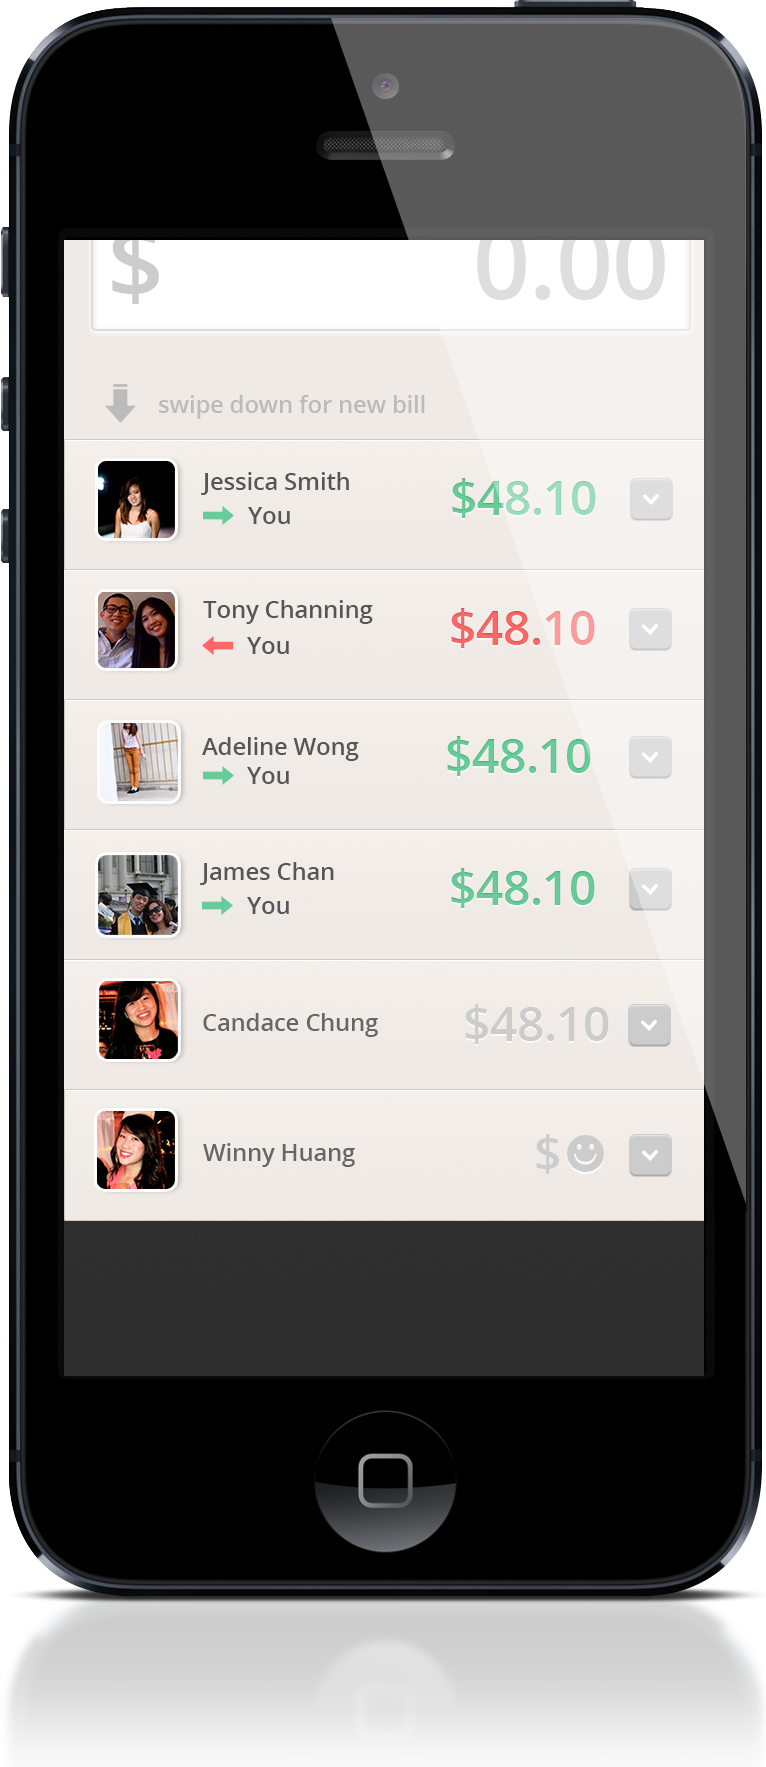 $ 0.00
swipe down for new bill
Jessica Smith
You
$48.10
Tony Channing
You
$48.10
Adeline Wong
You
$48.10
James Chan
You
$48.10
Candace Chung
$48.10
Winny Huang
$